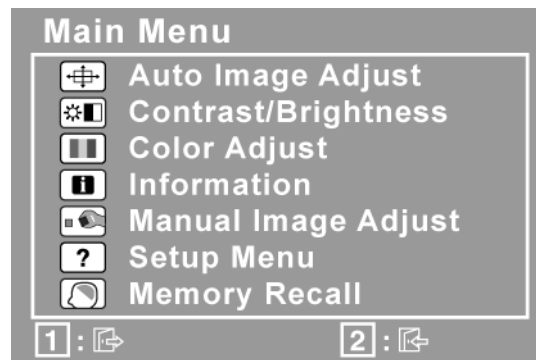 Main Menu
Auto Image Adjust
Contrast/Brightness
Color Adjust
i Information
Manual Image Adjust
? Setup Menu
Memory Recall
1 : 2 :